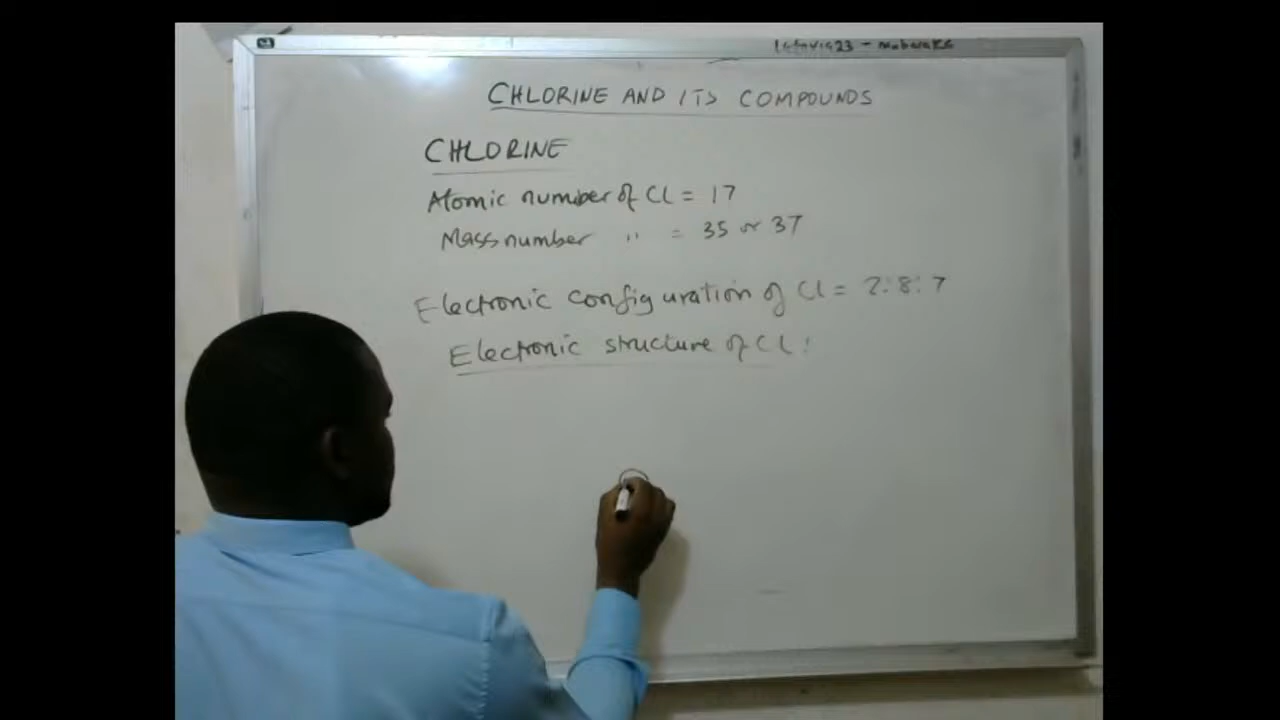 CHLORINE AND ITS COMPOUNDS
CHLORINE
Atomic number of Cl = 17
Mass number " = 35 or 37
Electronic configuration of Cl = 2:8:7
Electronic structure of Cl: